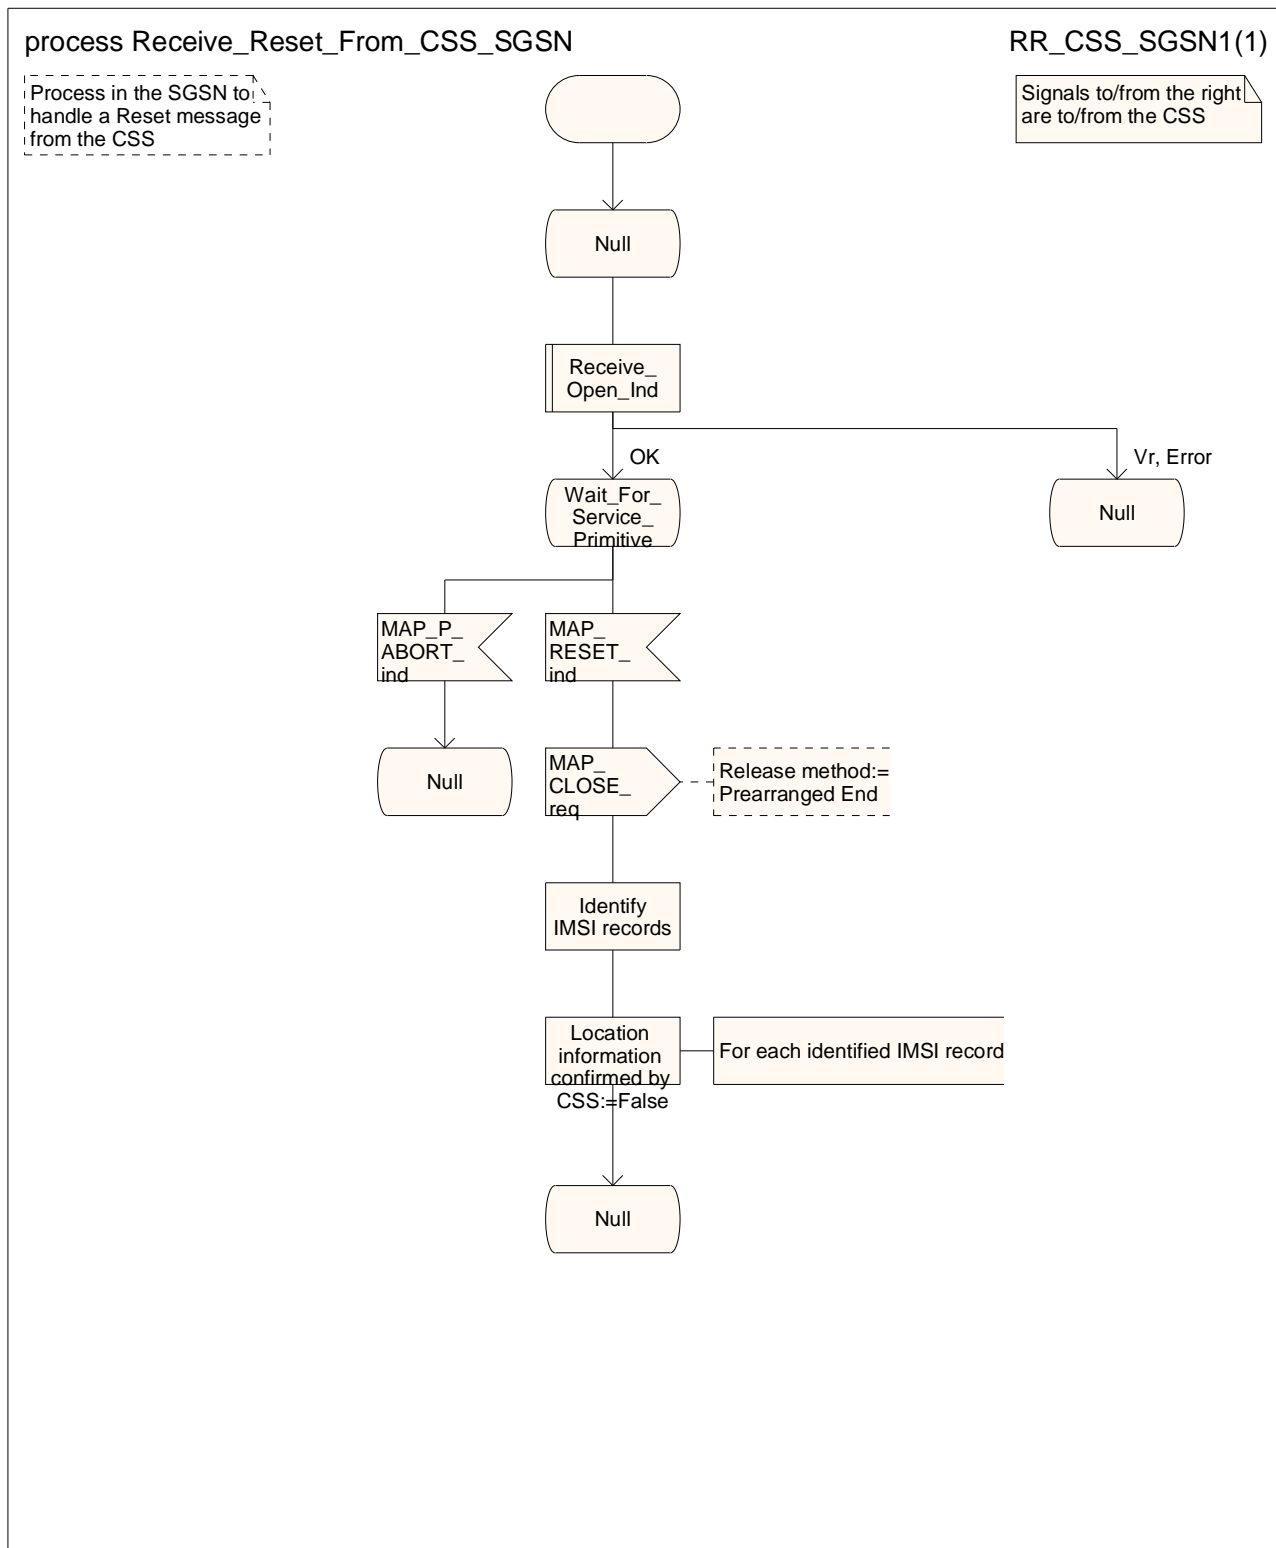 process Receive_Reset_From_CSS_SGSN
RR_CSS_SGSN1(1)
Process in the SGSN to
handle a Reset message
from the CSS
Signals to/from the right
are to/from the CSS
Null
Receive_
Open_Ind
OK
Vr, Error
Wait_For_
Service_
Primitive
Null
MAP_P_
ABORT_
ind
MAP_
RESET_
ind
Null
MAP_
CLOSE_
req
Release method:=
Prearranged End
Identify
IMSI records
Location
information
confirmed by
CSS:=False
For each identified IMSI record
Null